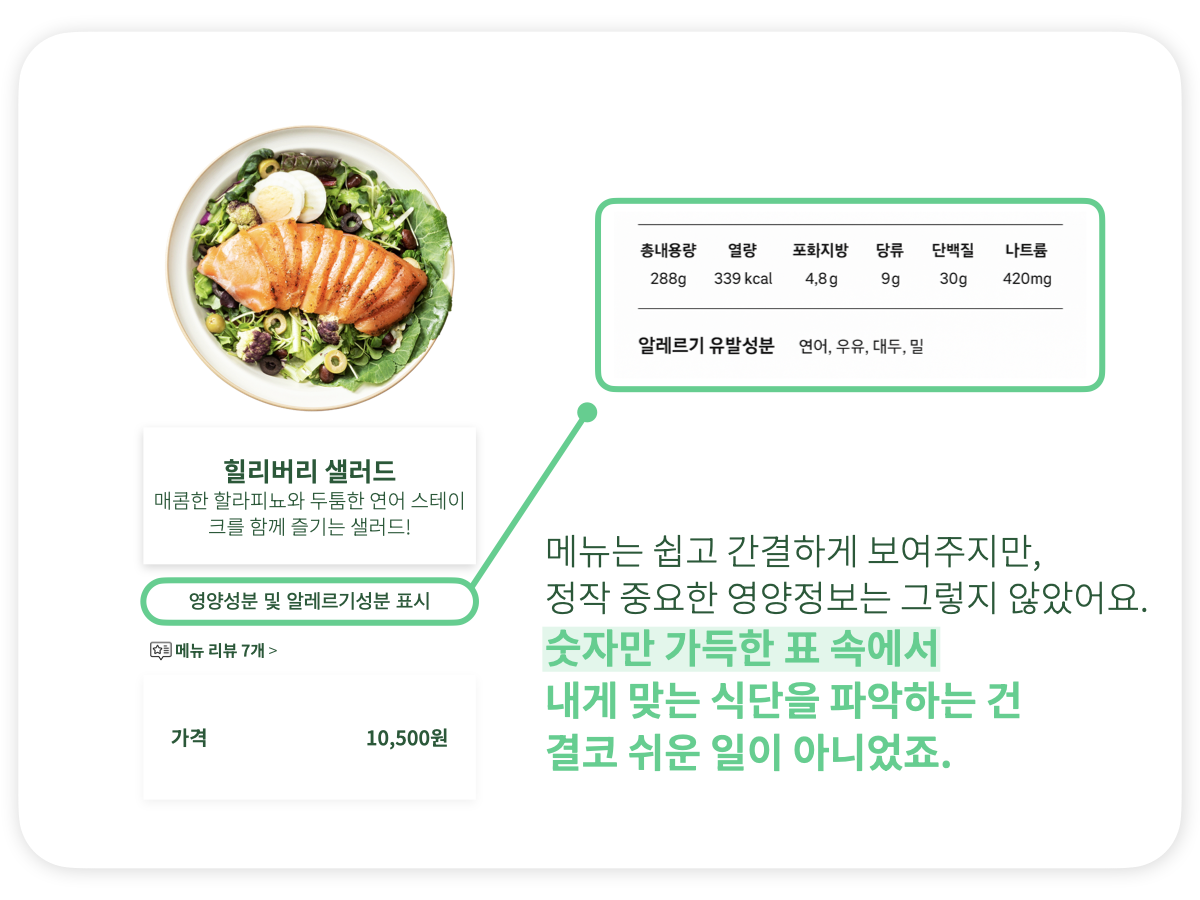 힐리버리 샐러드
매콤한 할라피뇨와 두툼한 연어 스테이
크를 함께 즐기는 샐러드!
영양성분 및 알레르기성분 표시
메뉴 리뷰 7개 >
가격 10,500원
총내용량 열량 포화지방 당류 단백질 나트륨
288g 339 kcal 4,8 g 9 g 30g 420mg
알레르기 유발성분 연어, 우유, 대두, 밀
메뉴는 쉽고 간결하게 보여주지만,
정작 중요한 영양정보는 그렇지 않았어요.
숫자만 가득한 표 속에서
내게 맞는 식단을 파악하는 건
결코 쉬운 일이 아니었죠.